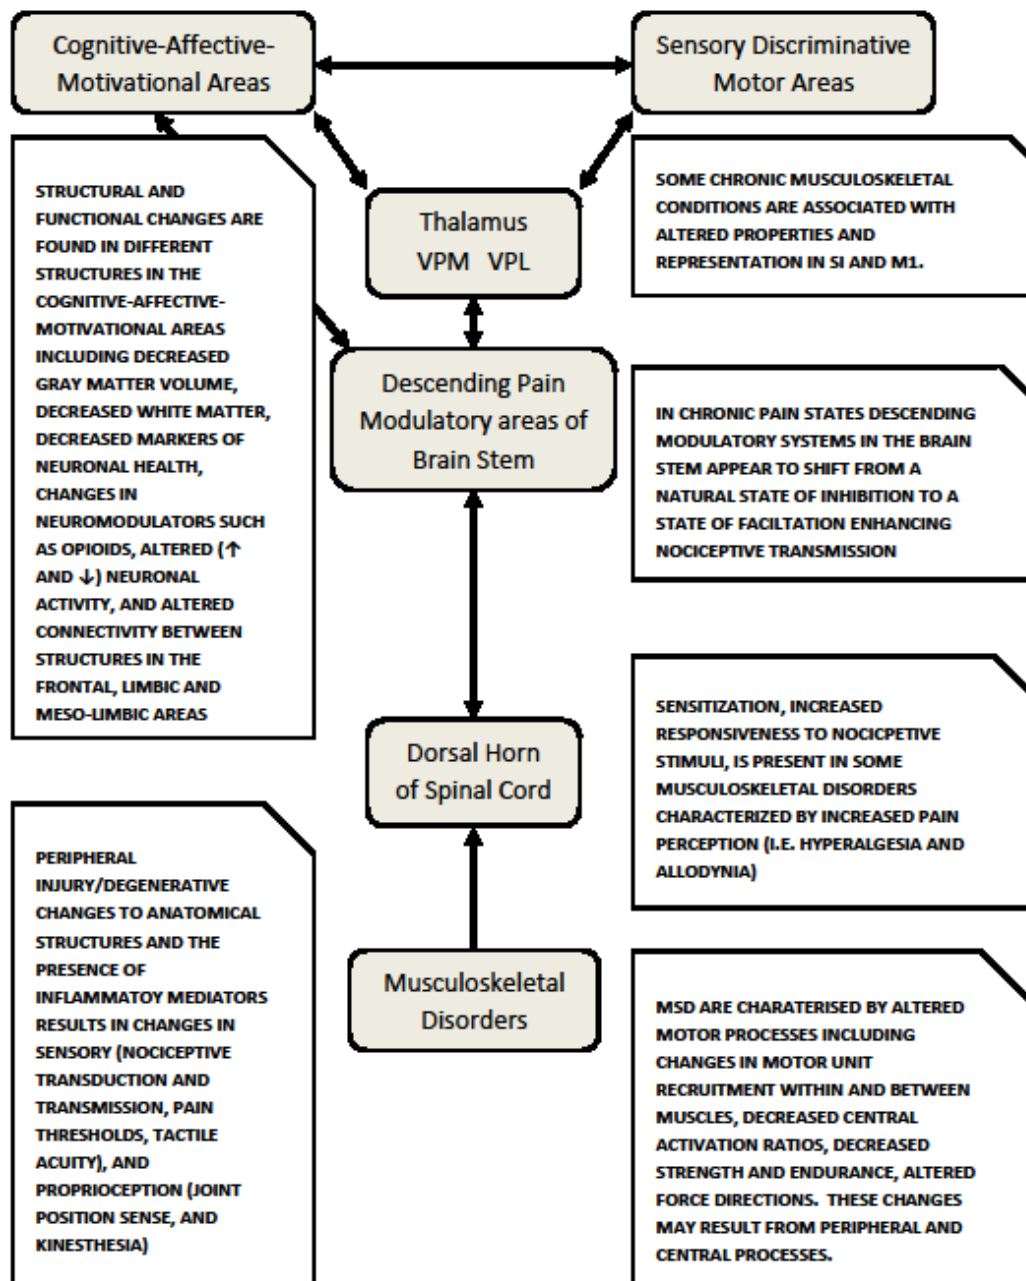 Cognitive-Affective-
Motivational Areas
Sensory Discriminative
Motor Areas
STRUCTURAL AND
FUNCTIONAL CHANGES ARE
FOUND IN DIFFERENT
STRUCTURES IN THE
COGNITIVE-AFFECTIVE-
MOTIVATIONAL AREAS
INCLUDING DECREASED
GRAY MATTER VOLUME,
DECREASED WHITE MATTER,
DECREASED MARKERS OF
NEURONAL HEALTH,
CHANGES IN
NEUROMODULATORS SUCH
AS OPIOIDS, ALTERED (↑
AND ↓) NEURONAL
ACTIVITY, AND ALTERED
CONNECTIVITY BETWEEN
STRUCTURES IN THE
FRONTAL, LIMBIC AND
MESO-LIMBIC AREAS
Thalamus
VPM VPL
SOME CHRONIC MUSCULOSKELETAL
CONDITIONS ARE ASSOCIATED WITH
ALTERED PROPERTIES AND
REPRESENTATION IN SI AND M1.
Descending Pain
Modulatory areas of
Brain Stem
IN CHRONIC PAIN STATES DESCENDING
MODULATORY SYSTEMS IN THE BRAIN
STEM APPEAR TO SHIFT FROM A
NATURAL STATE OF INHIBITION TO A
STATE OF FACILTATION ENHANCING
NOCICEPTIVE TRANSMISSION
Dorsal Horn
of Spinal Cord
SENSITIZATION, INCREASED
RESPONSIVENESS TO NOCICPETIVE
STIMULI, IS PRESENT IN SOME
MUSCULOSKELETAL DISORDERS
CHARACTERIZED BY INCREASED PAIN
PERCEPTION (I.E. HYPERALGESIA AND
ALLODYNIA)
PERIPHERAL
INJURY/DEGENERATIVE
CHANGES TO ANATOMICAL
STRUCTURES AND THE
PRESENCE OF
INFLAMMATOY MEDIATORS
RESULTS IN CHANGES IN
SENSORY (NOCICEPTIVE
TRANSDUCTION AND
TRANSMISSION, PAIN
THRESHOLDS, TACTILE
ACUITY), AND
PROPRIOCEPTION (JOINT
POSITION SENSE, AND
KINESTHESIA)
Musculoskeletal
Disorders
MSD ARE CHARATERISED BY ALTERED
MOTOR PROCESSES INCLUDING
CHANGES IN MOTOR UNIT
RECRUITMENT WITHIN AND BETWEEN
MUSCLES, DECREASED CENTRAL
ACTIVATION RATIOS, DECREASED
STRENGTH AND ENDURANCE, ALTERED
FORCE DIRECTIONS. THESE CHANGES
MAY RESULT FROM PERIPHERAL AND
CENTRAL PROCESSES.